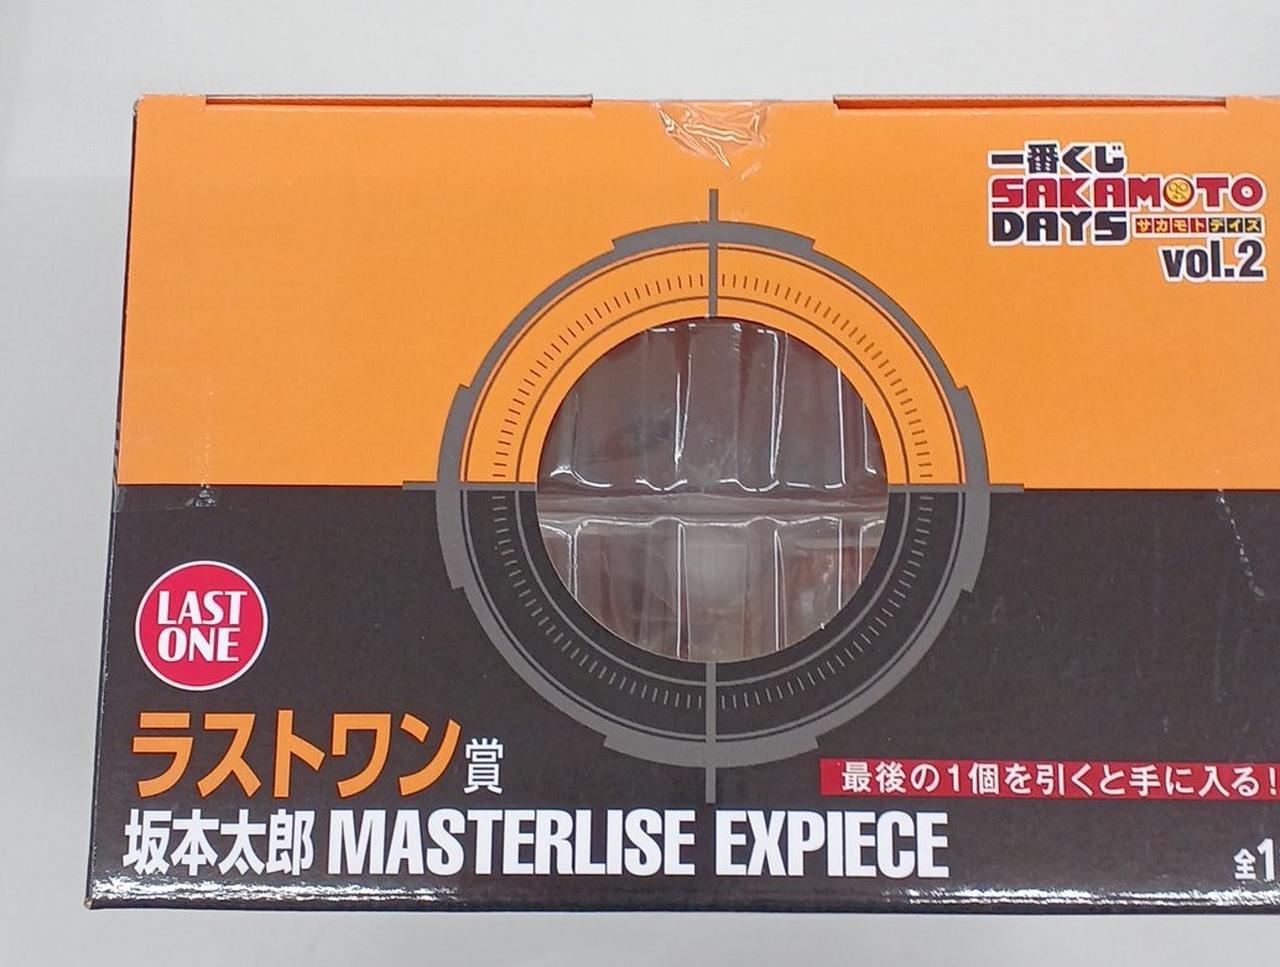 一番くじ
SAKAMOTO
DAYS サカモトデイズ
vol.2
LAST
ONE
ラストワン賞
最後の1個を引くと手に入る!
坂本太郎 MASTERLISE EXPIECE
全1